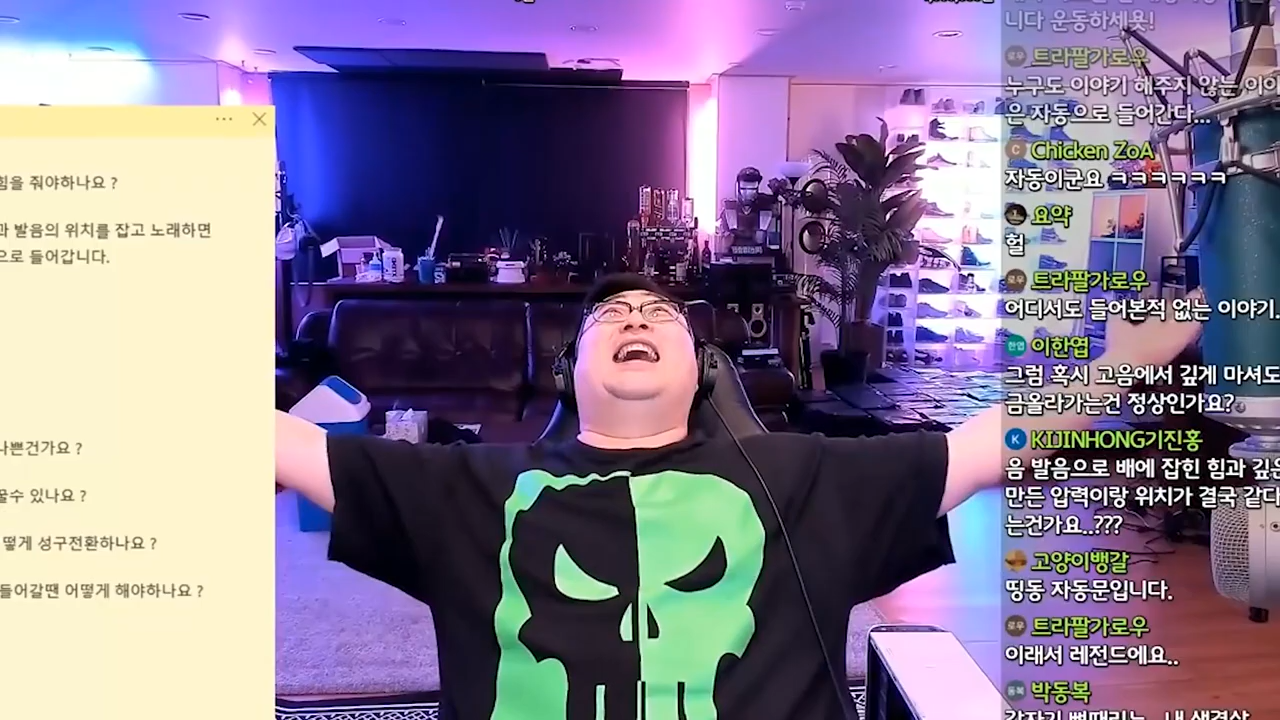 힘을 줘야하나요 ?
과 발음의 위치를 잡고 노래하면
으로 들어갑니다.
나쁜건가요 ?
꿀수 있나요 ?
떻게 성구전환하나요 ?
들어갈땐 어떻게 해야하나요 ?
니다 운동하세욧!
로우 트라팔가로우
누구도 이야기 해주지 않는 이야
은 자동으로 들어간다...
C Chicken ZoA
자동이군요 ㅋㅋㅋㅋㅋㅋ
요약
헐
로우 트라팔가로우
어디서도 들어본적 없는 이야기.
한엽 이한엽
그럼 혹시 고음에서 깊게 마셔도
금올라가는건 정상인가요?
K KIJINHONG기진홍
음 발음으로 배에 잡힌 힘과 깊은
만든 압력이랑 위치가 결국 같다
는건가요..???
고양이뱅갈
띵동 자동문입니다.
로우 트라팔가로우
이래서 레전드에요..
동복 박동복